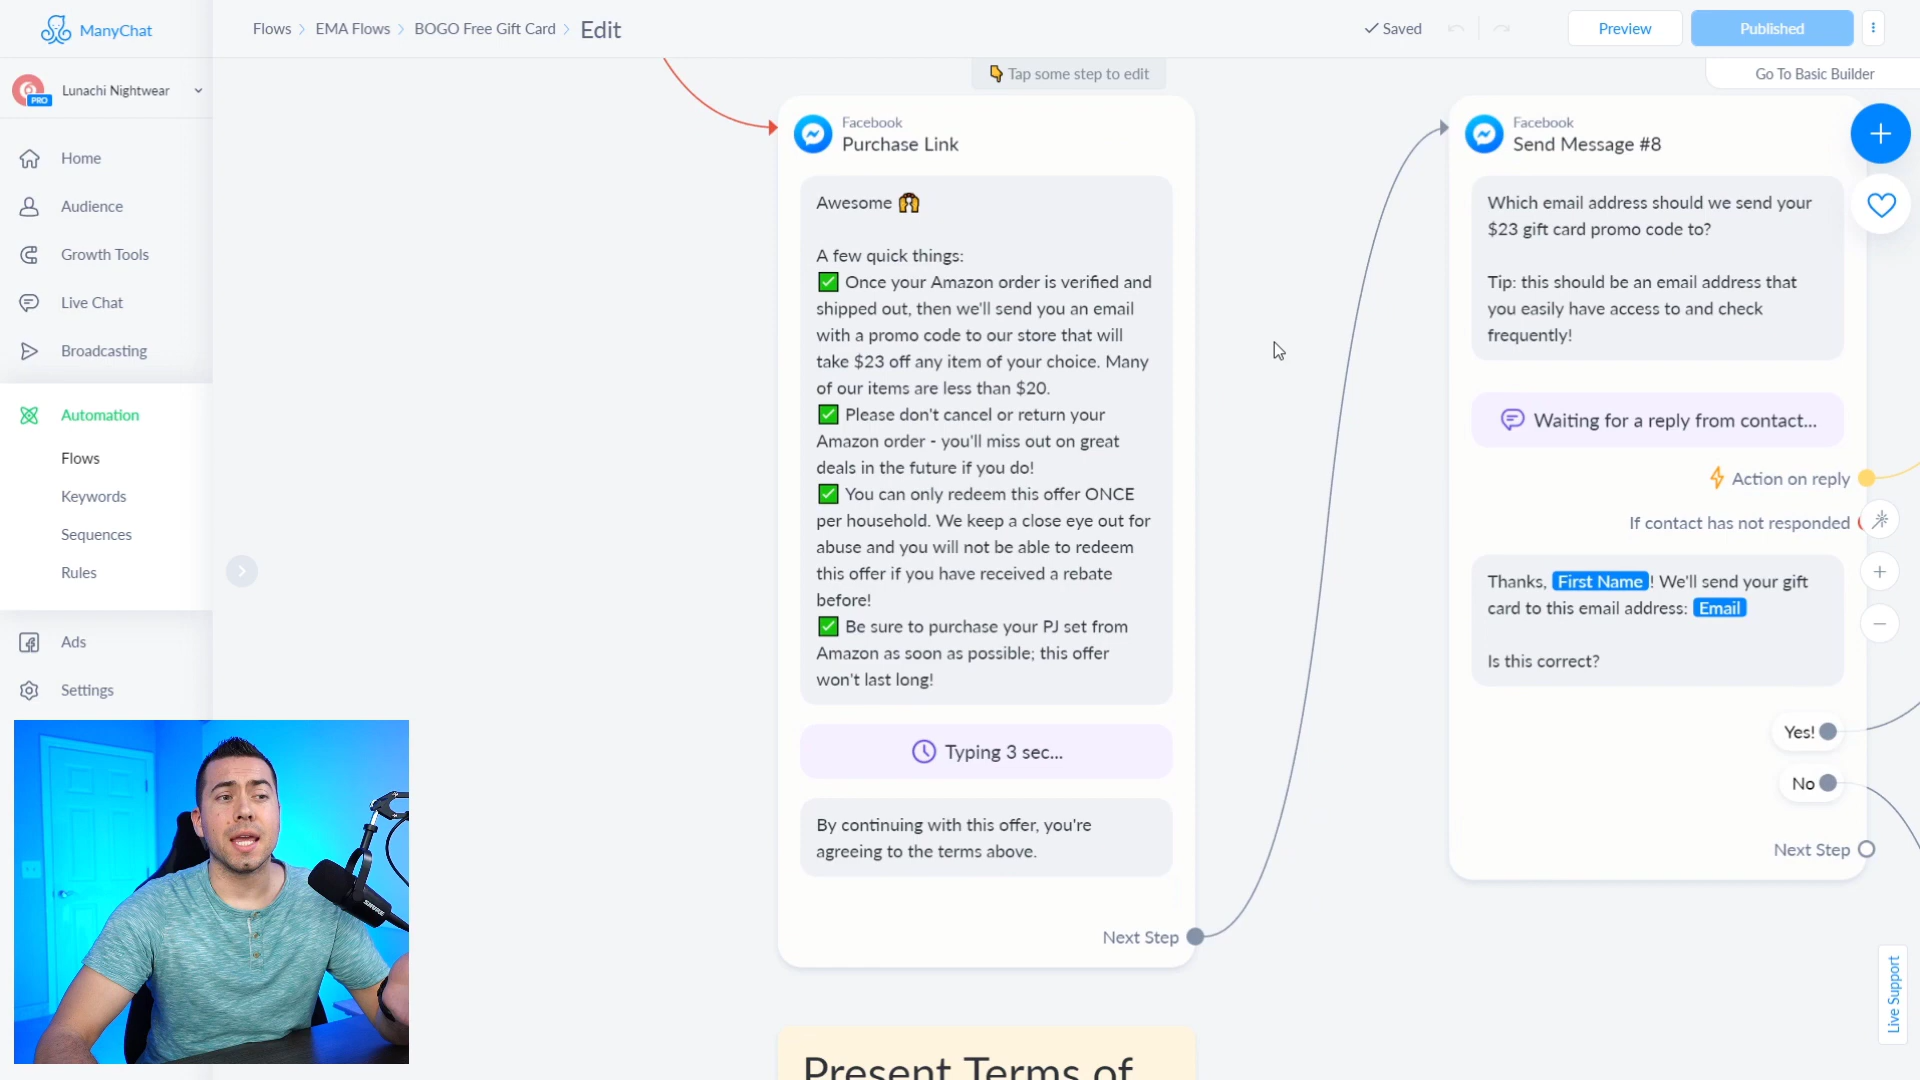 ManyChat
Flows
EMA Flows
BOGO Free Gift Card
Edit
Saved
Preview
Published
Lunachi Nightwear
PRO
Tap some step to edit
Go To Basic Builder
Home
Audience
Growth Tools
Live Chat
Broadcasting
Automation
Flows
Keywords
Sequences
Rules
Ads
Settings
Facebook
Purchase Link
Awesome
A few quick things:
Once your Amazon order is verified and
shipped out, then we'll send you an email
with a promo code to our store that will
take $23 off any item of your choice. Many
of our items are less than $20.
Please don't cancel or return your
Amazon order - you'll miss out on great
deals in the future if you do!
You can only redeem this offer ONCE
per household. We keep a close eye out for
abuse and you will not be able to redeem
this offer if you have received a rebate
before!
Be sure to purchase your PJ set from
Amazon as soon as possible; this offer
won't last long!
Typing 3 sec...
By continuing with this offer, you're
agreeing to the terms above.
Next Step
Present Terms of
Facebook
Send Message #8
Which email address should we send your
$23 gift card promo code to?
Tip: this should be an email address that
you easily have access to and check
frequently!
Waiting for a reply from contact...
Action on reply
If contact has not responded
Thanks, First Name! We'll send your gift
card to this email address: Email
Is this correct?
Yes!
No
Next Step
Live Support
SHURE